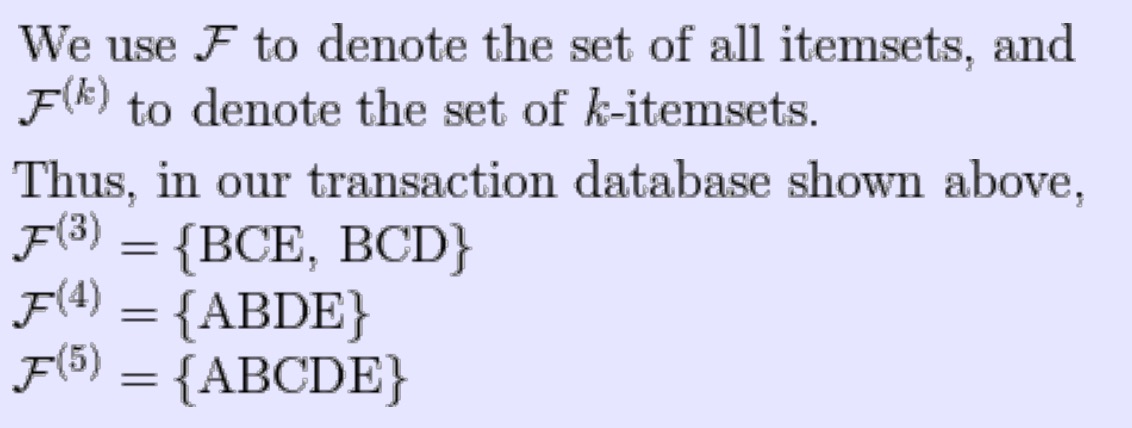 We use ℱ to denote the set of all itemsets, and
ℱ⁽ᵏ⁾ to denote the set of k-itemsets.
Thus, in our transaction database shown above,
ℱ⁽³⁾ = {BCE, BCD}
ℱ⁽⁴⁾ = {ABDE}
ℱ⁽⁵⁾ = {ABCDE}